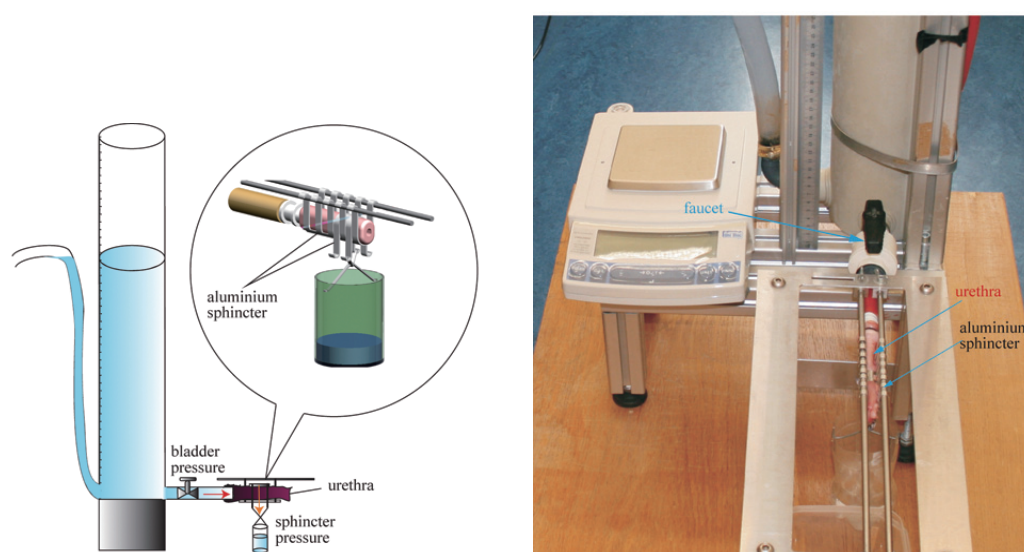 aluminium
sphincter
bladder
pressure
urethra
sphincter
pressure
faucet
urethra
aluminium
sphincter